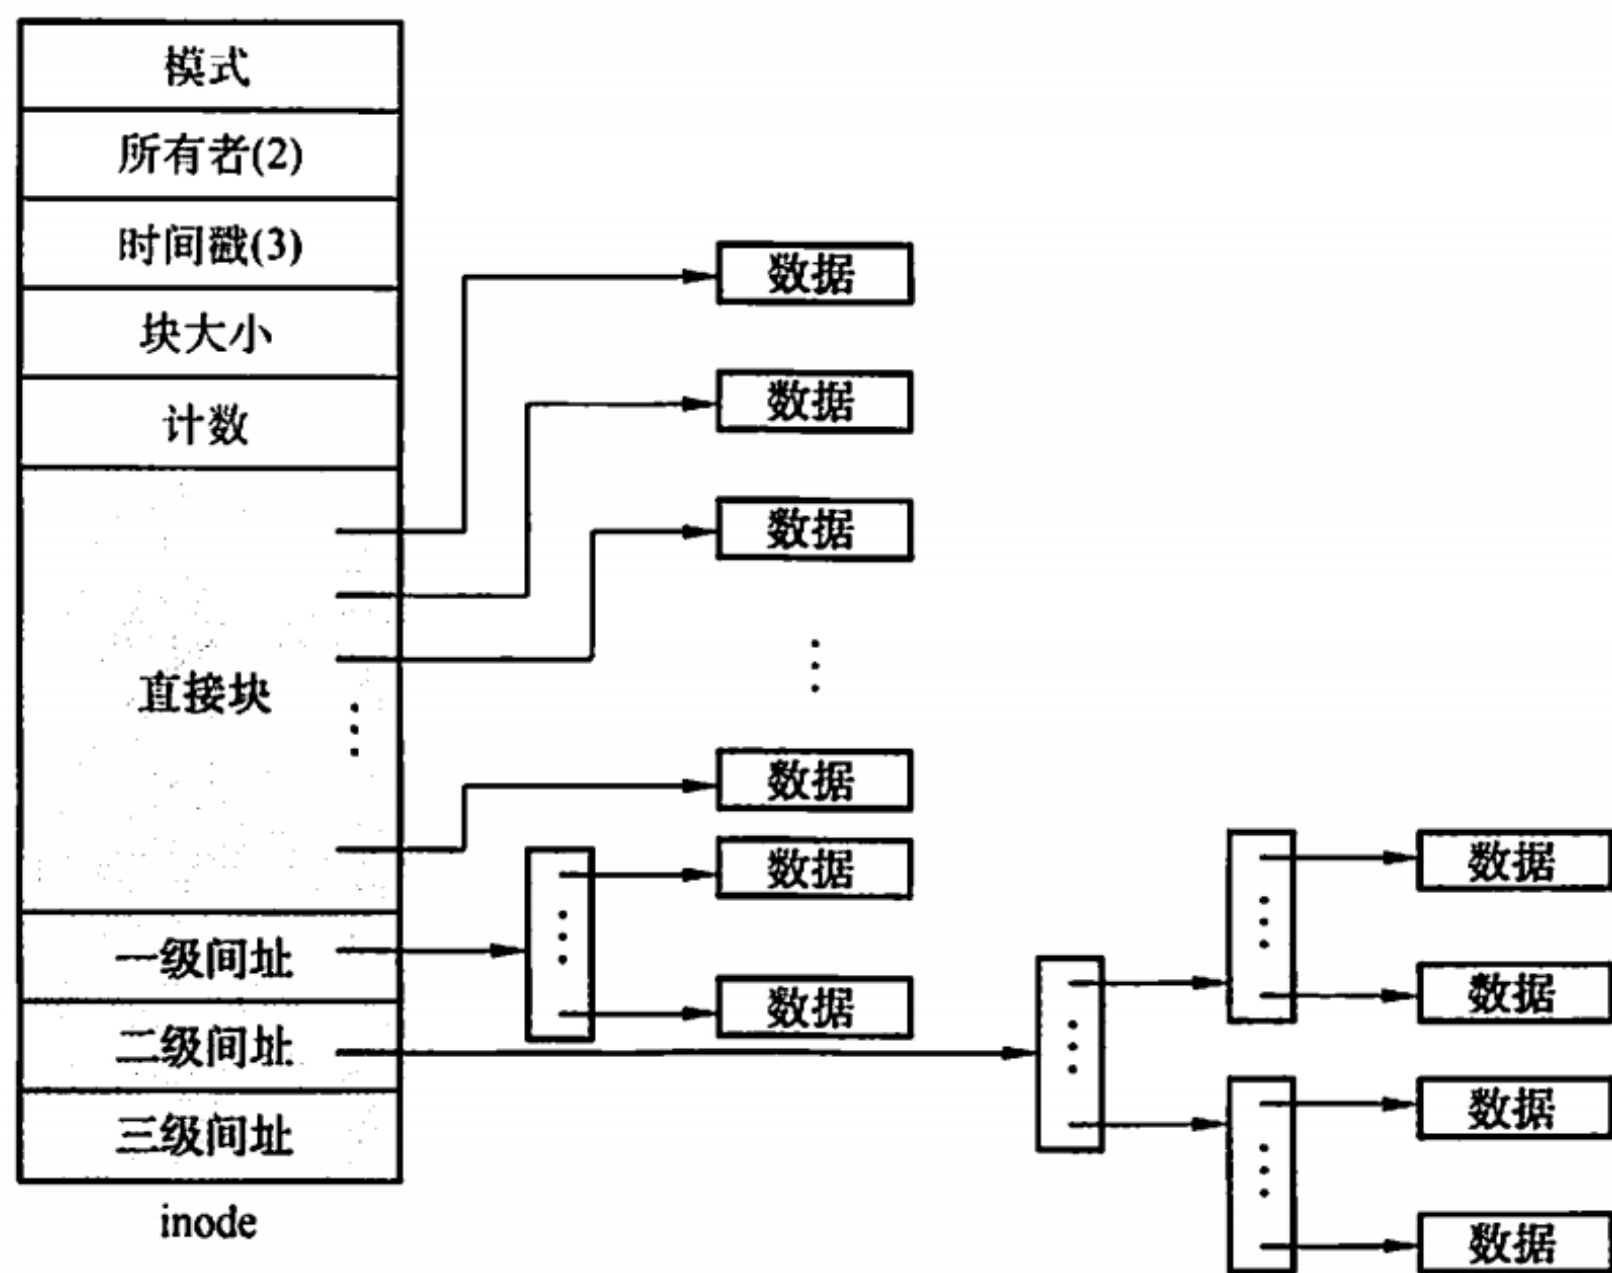 模式
所有者(2)
时间戳(3)
块大小
计数
直接块
一级间址
二级间址
三级间址
inode
数据
数据
数据
数据
数据
数据
数据
数据
数据
数据